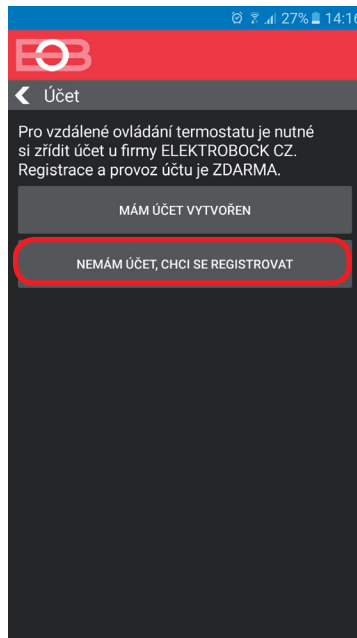 27% 14:16
EOB
Účet
Pro vzdálené ovládání termostatu je nutné
si zřídit účet u firmy ELEKTROBOCK CZ.
Registrace a provoz účtu je ZDARMA.
MÁM ÚČET VYTVOŘEN
NEMÁM ÚČET, CHCI SE REGISTROVAT